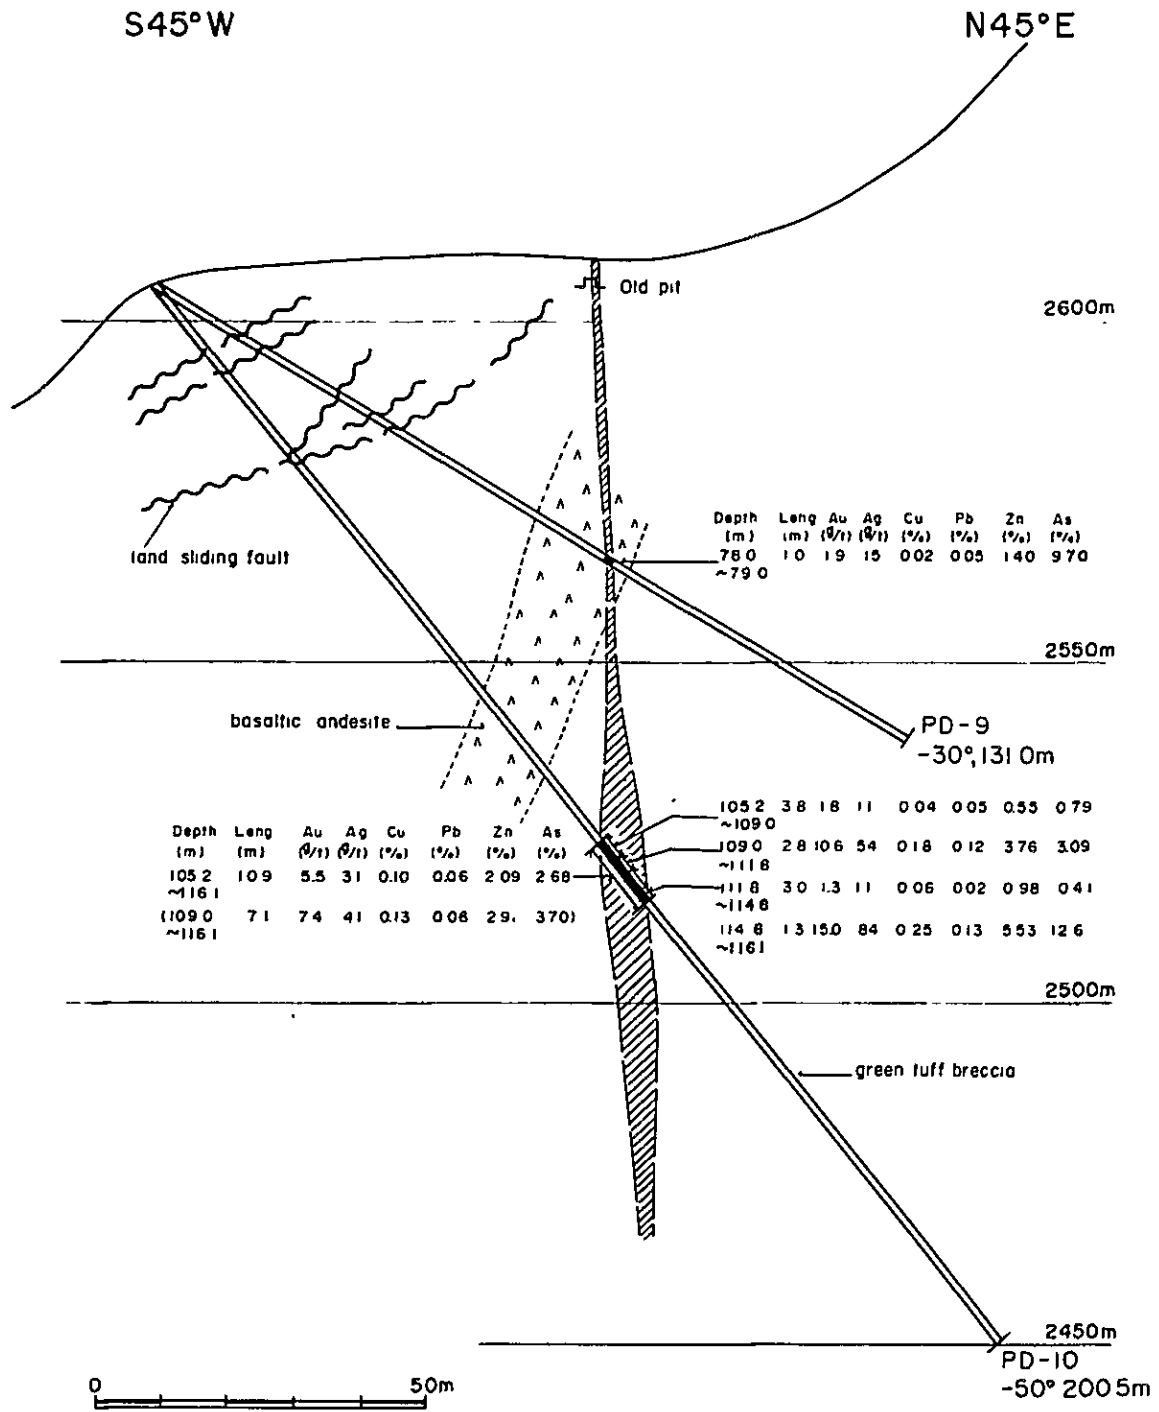 S45°W N45°E
Old pit
2600m
land sliding fault
Depth Leng Au Ag Cu Pb Zn As
(m) (m) (g/t) (g/t) (%) (%) (%) (%)
78 0 1 0 1 9 15 0 02 0 05 1 40 9 70
~79 0
2550m
basaltic andesite
PD-9
-30°, 131 0m
105 2 3 8 1 8 11 0 04 0 05 0.55 0 79
~109 0
109 0 2 8 10 6 54 0 18 0 12 3 76 3 09
~111 8
111 8 3 0 1.3 11 0 06 0 02 0 98 0 41
~114 8
114 8 1 3 15 0 84 0 25 0 13 5 53 12 6
~116 1
Depth Leng Au Ag Cu Pb Zn As
(m) (m) (g/t) (g/t) (%) (%) (%) (%)
105 2 10 9 5.5 31 0.10 0.06 2 09 2 68
~116 1
(109 0 7 1 7 4 41 0.13 0 08 2 9 3 70)
~116 1
2500m
green tuff breccia
2450m
PD-10
-50° 200 5m
0 50m